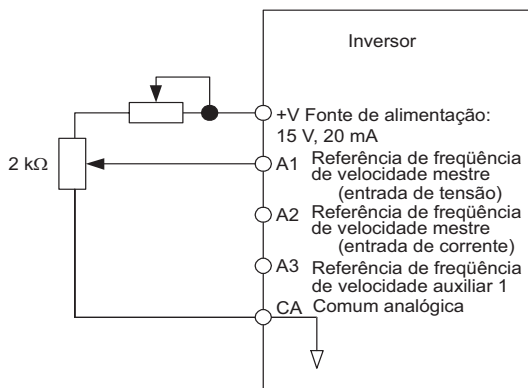 Inversor
+V Fonte de alimentação:
15 V, 20 mA
2 kΩ
A1 Referência de freqüência
de velocidade mestre
(entrada de tensão)
A2 Referência de freqüência
de velocidade mestre
(entrada de corrente)
A3 Referência de freqüência
de velocidade auxiliar 1
CA Comum analógica